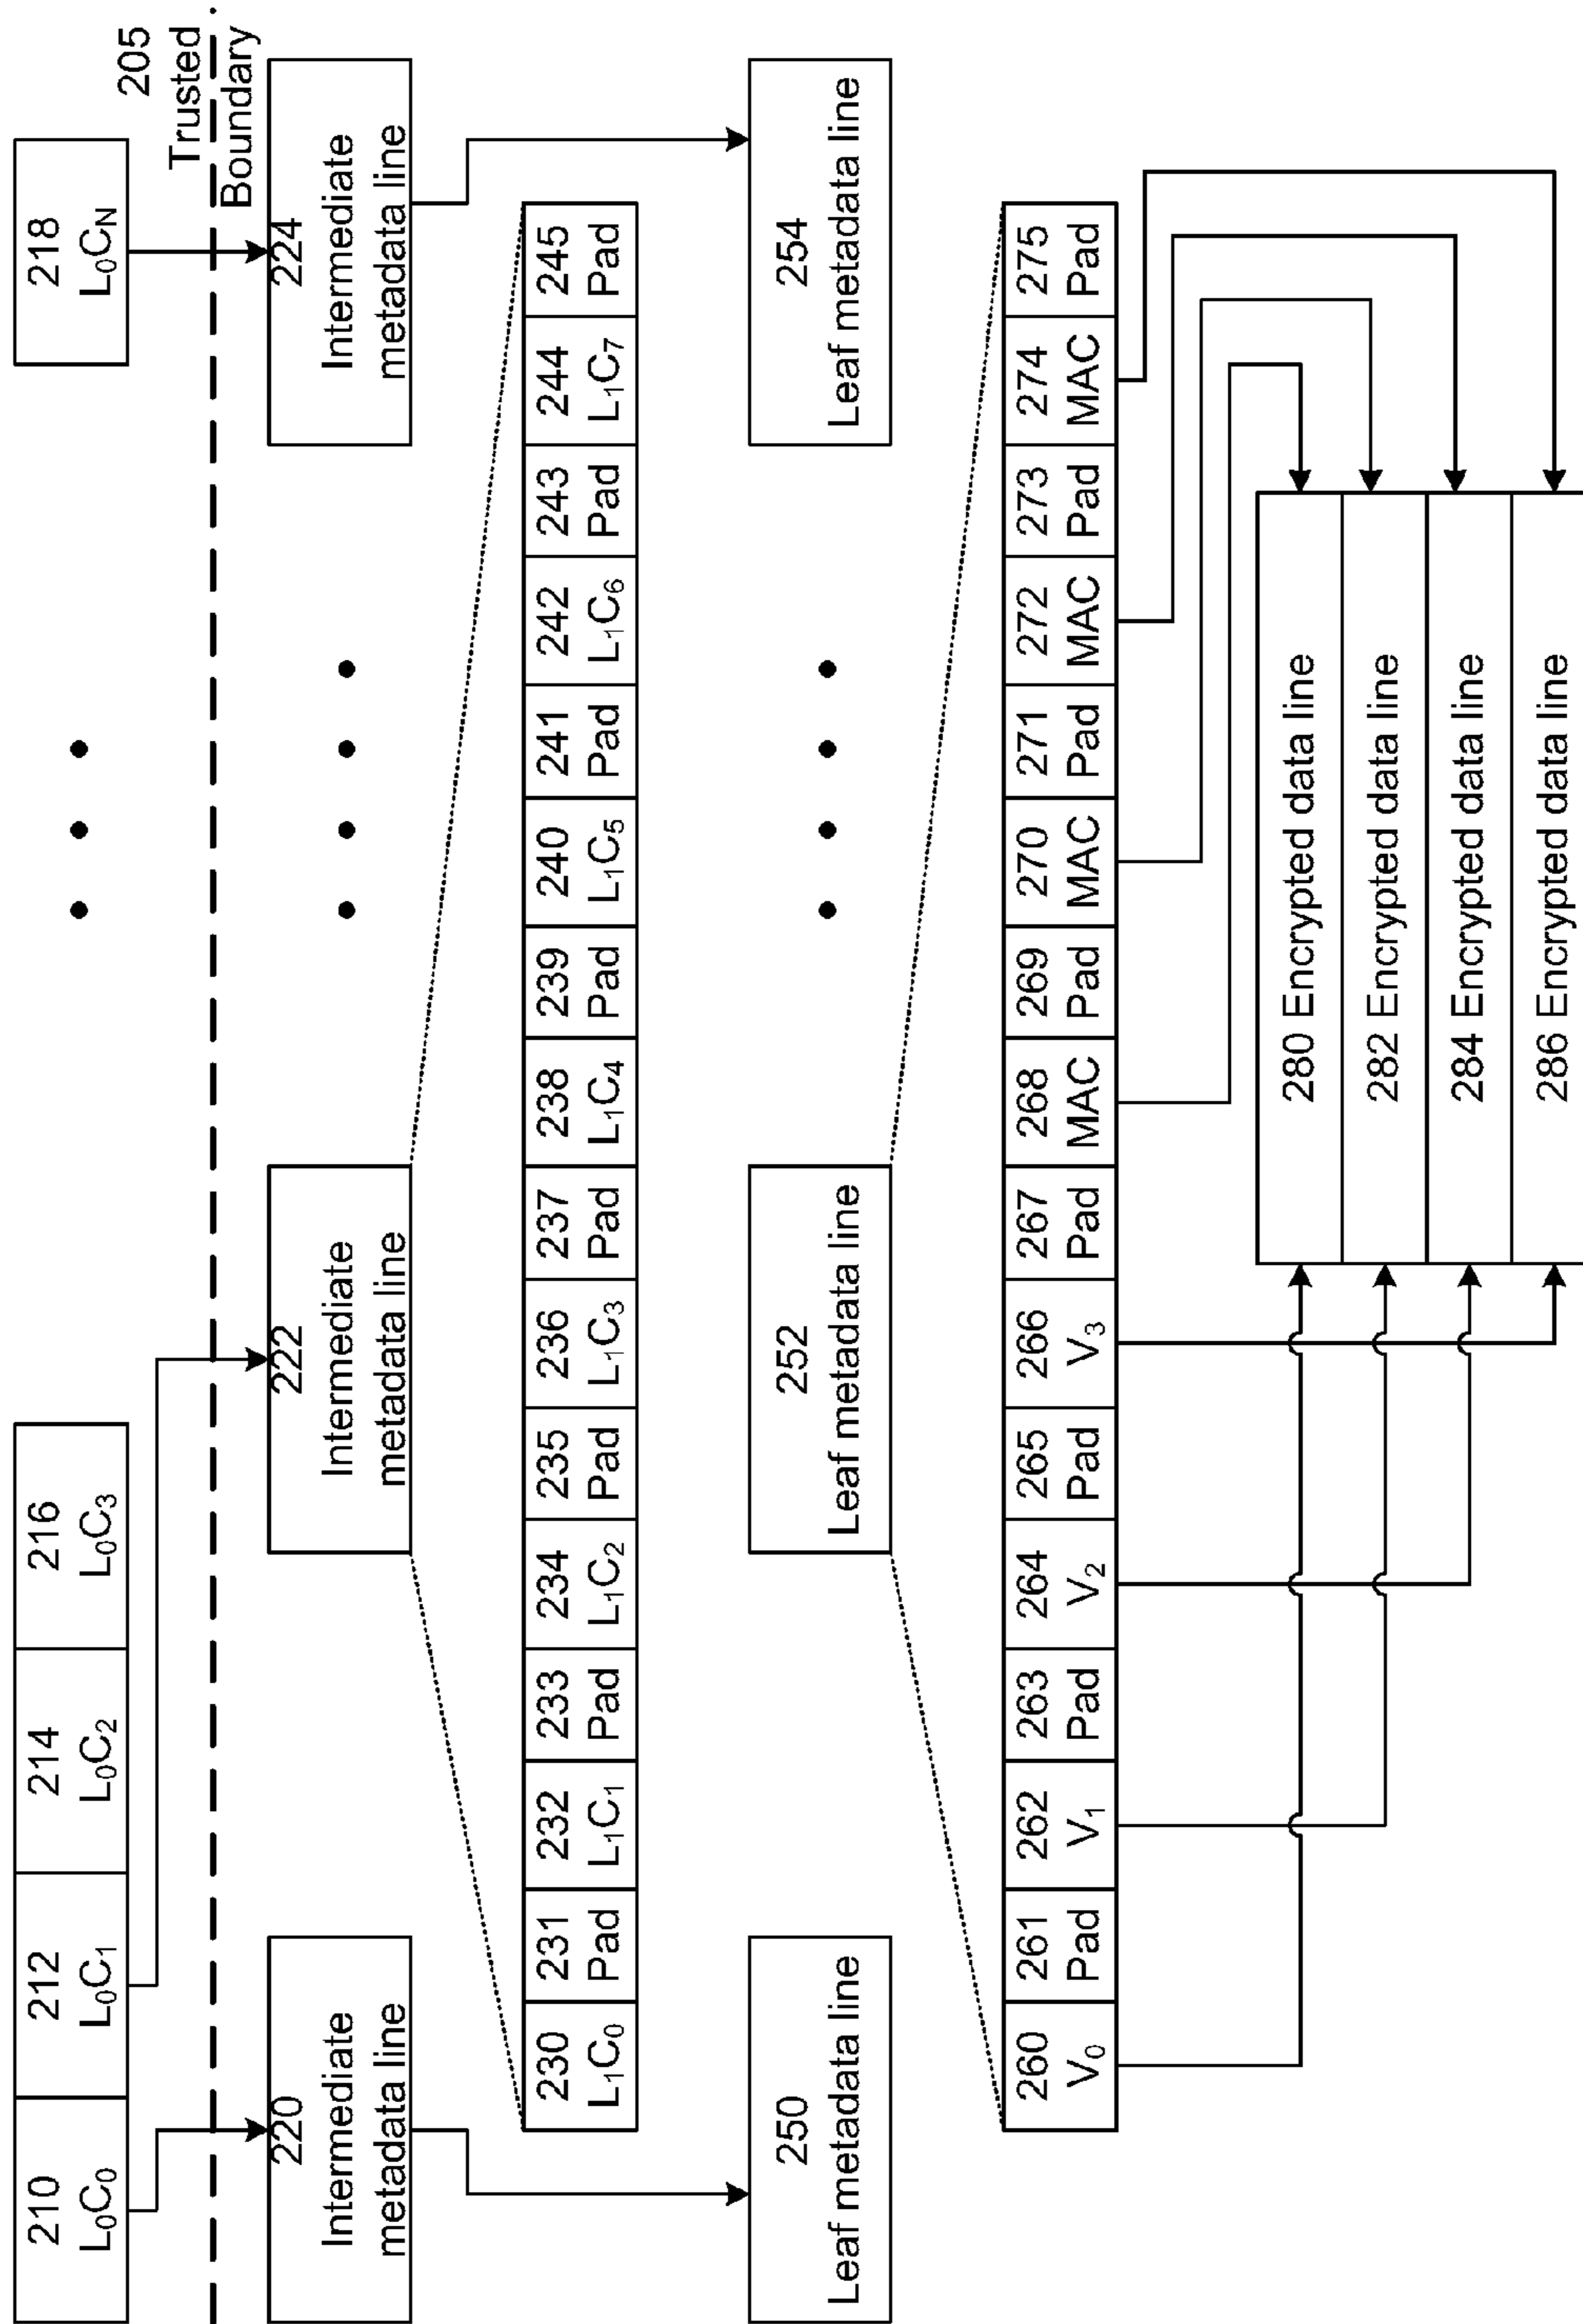 210
L₀C₀
212
L₀C₁
214
L₀C₂
216
L₀C₃
218
L₀C_N
205
Trusted
Boundary
220
Intermediate
metadata line
222
Intermediate
metadata line
224
Intermediate
metadata line
230
L₁C₀
231
Pad
232
L₁C₁
233
Pad
234
L₁C₂
235
Pad
236
L₁C₃
237
Pad
238
L₁C₄
239
Pad
240
L₁C₅
241
Pad
242
L₁C₆
243
Pad
244
L₁C₇
245
Pad
250
Leaf metadata line
252
Leaf metadata line
254
Leaf metadata line
260
V₀
261
Pad
262
V₁
263
Pad
264
V₂
265
Pad
266
V₃
267
Pad
268
MAC
269
Pad
270
MAC
271
Pad
272
MAC
273
Pad
274
MAC
275
Pad
280 Encrypted data line
282 Encrypted data line
284 Encrypted data line
286 Encrypted data line